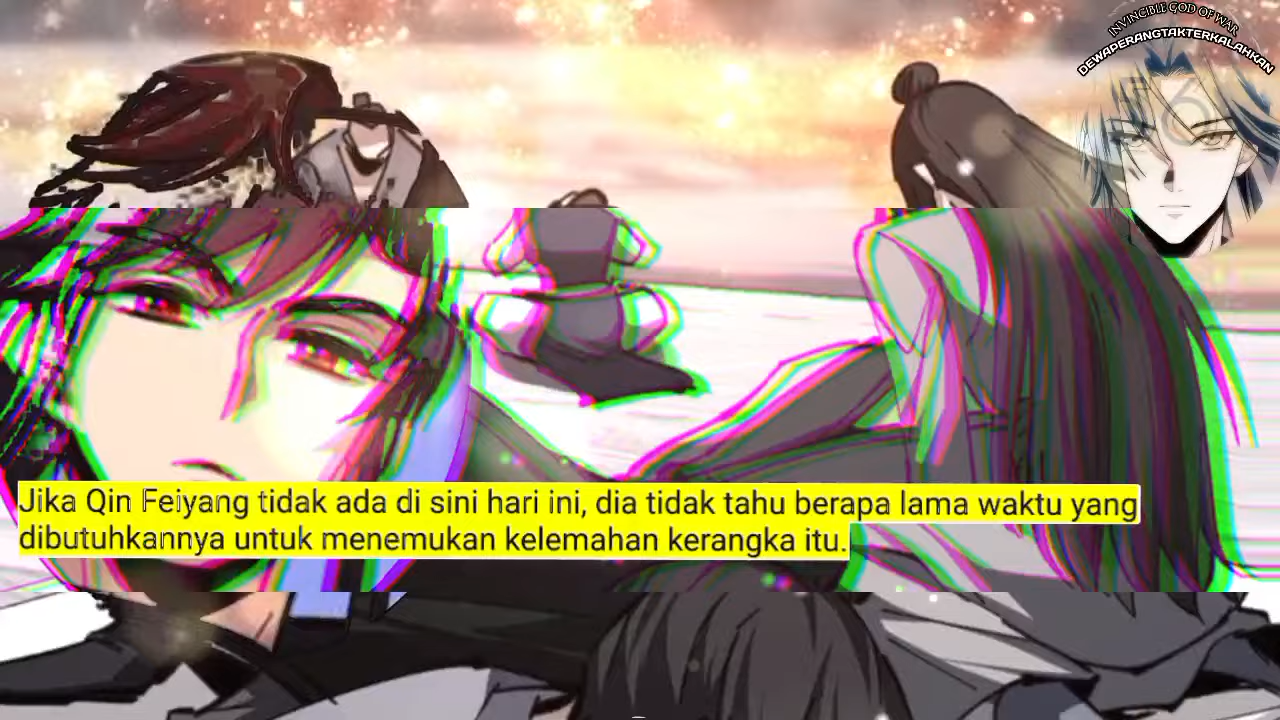 INVINCIBLE GOD OF WAR
DEWAPERANGTAKTERKALAHKAN
Jika Qin Feiyang tidak ada di sini hari ini, dia tidak tahu berapa lama waktu yang
dibutuhkannya untuk menemukan kelemahan kerangka itu.